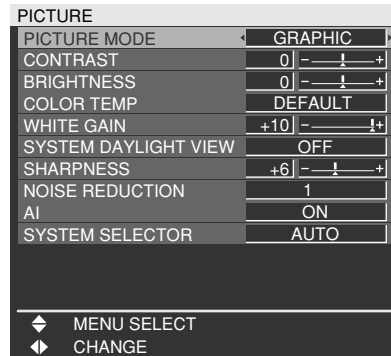 PICTURE
PICTURE MODE GRAPHIC
CONTRAST 0 - +
BRIGHTNESS 0 - +
COLOR TEMP DEFAULT
WHITE GAIN +10 - +
SYSTEM DAYLIGHT VIEW OFF
SHARPNESS +6 - +
NOISE REDUCTION 1
AI ON
SYSTEM SELECTOR AUTO
MENU SELECT
CHANGE